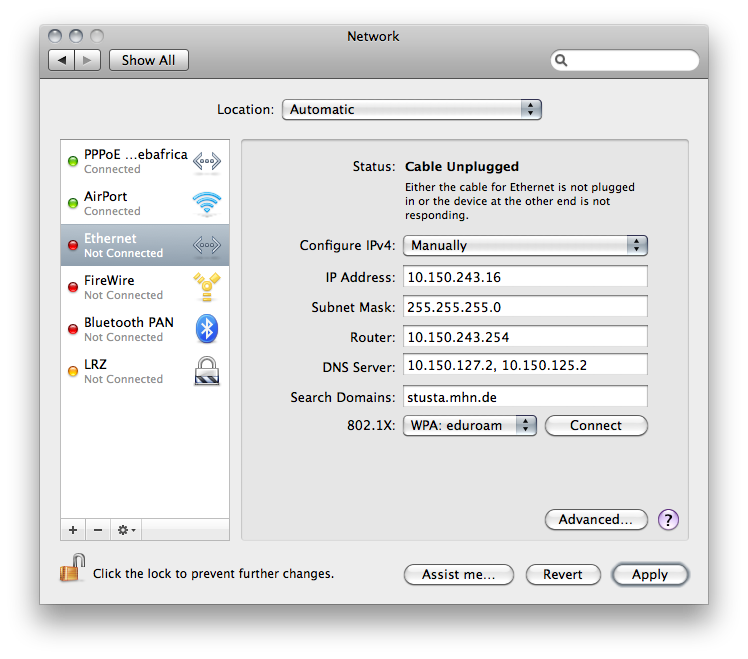 Network
Show All
Location: Automatic
PPPoE ...ebafrica
Connected
AirPort
Connected
Ethernet
Not Connected
FireWire
Not Connected
Bluetooth PAN
Not Connected
LRZ
Not Connected
Status: Cable Unplugged
Either the cable for Ethernet is not plugged
in or the device at the other end is not
responding.
Configure IPv4: Manually
IP Address: 10.150.243.16
Subnet Mask: 255.255.255.0
Router: 10.150.243.254
DNS Server: 10.150.127.2, 10.150.125.2
Search Domains: stusta.mhn.de
802.1X: WPA: eduroam Connect
Advanced... ?
Click the lock to prevent further changes.
Assist me... Revert Apply